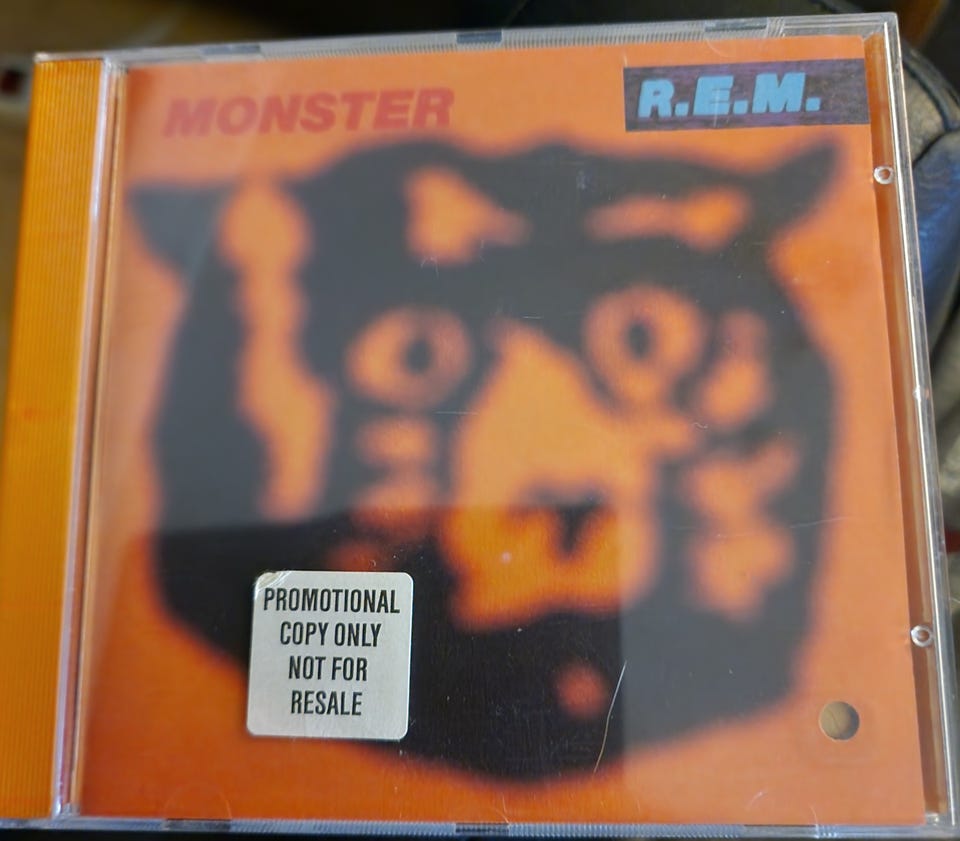 MONSTER
R.E.M.
PROMOTIONAL
COPY ONLY
NOT FOR
RESALE